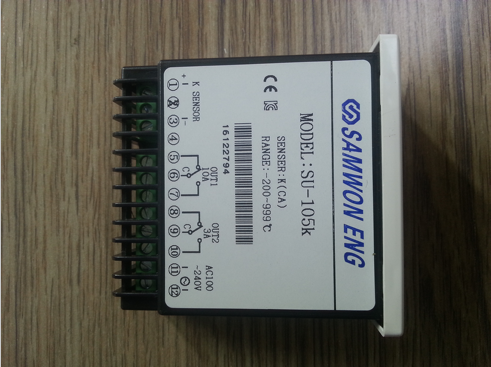 SAMWON ENG
MODEL:SU-105k
SENSER:K(CA)
RANGE:-200-999℃
CE
16122794
K SENSOR
OUT1
10A
OUT2
3A
AC100
-240V
+ -
C
C
① ② ③ ④ ⑤ ⑥ ⑦ ⑧ ⑨ ⑩ ⑪ ⑫